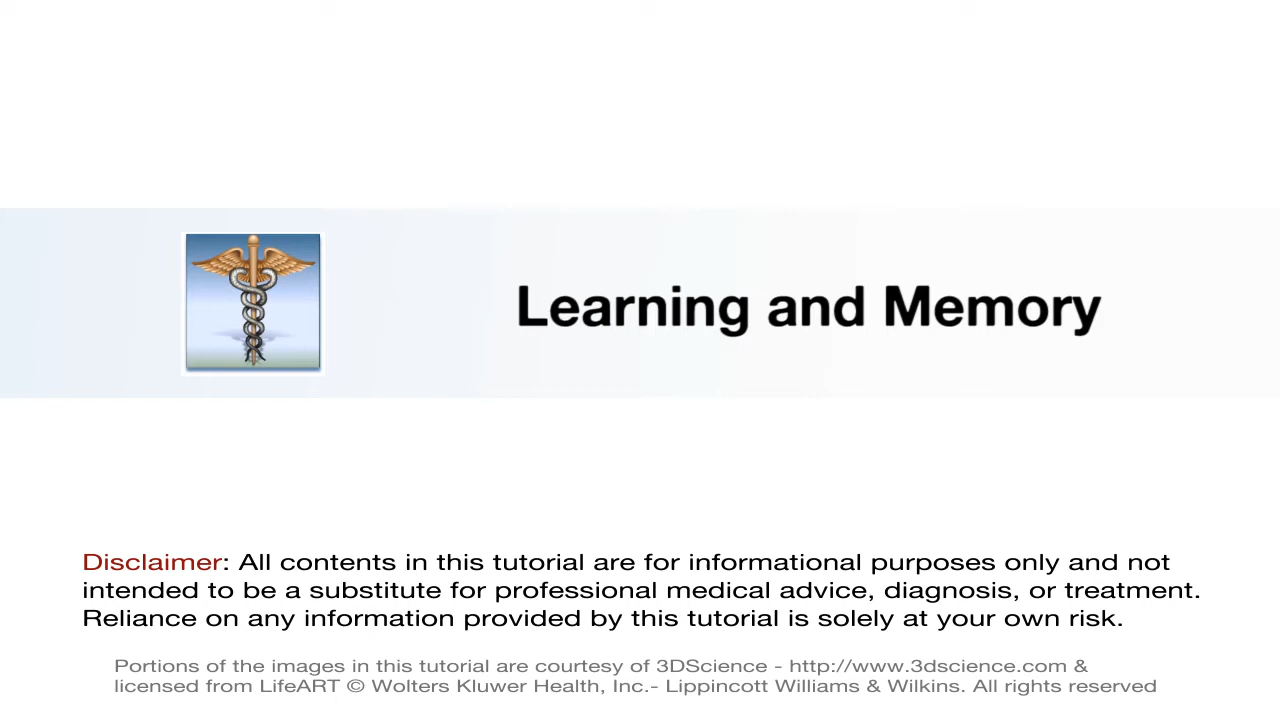 Learning and Memory
Disclaimer: All contents in this tutorial are for informational purposes only and not
intended to be a substitute for professional medical advice, diagnosis, or treatment.
Reliance on any information provided by this tutorial is solely at your own risk.
Portions of the images in this tutorial are courtesy of 3DScience - http://www.3dscience.com &
licensed from LifeART © Wolters Kluwer Health, Inc.- Lippincott Williams & Wilkins. All rights reserved